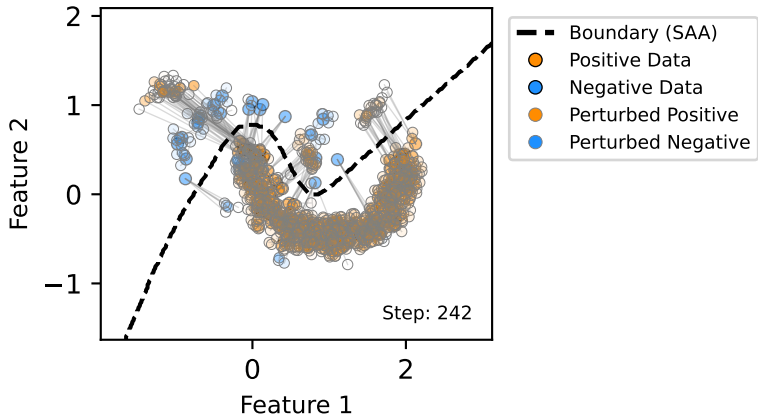 2
1
0
−1
Feature 2
0
2
Feature 1
Step: 242
Boundary (SAA)
Positive Data
Negative Data
Perturbed Positive
Perturbed Negative